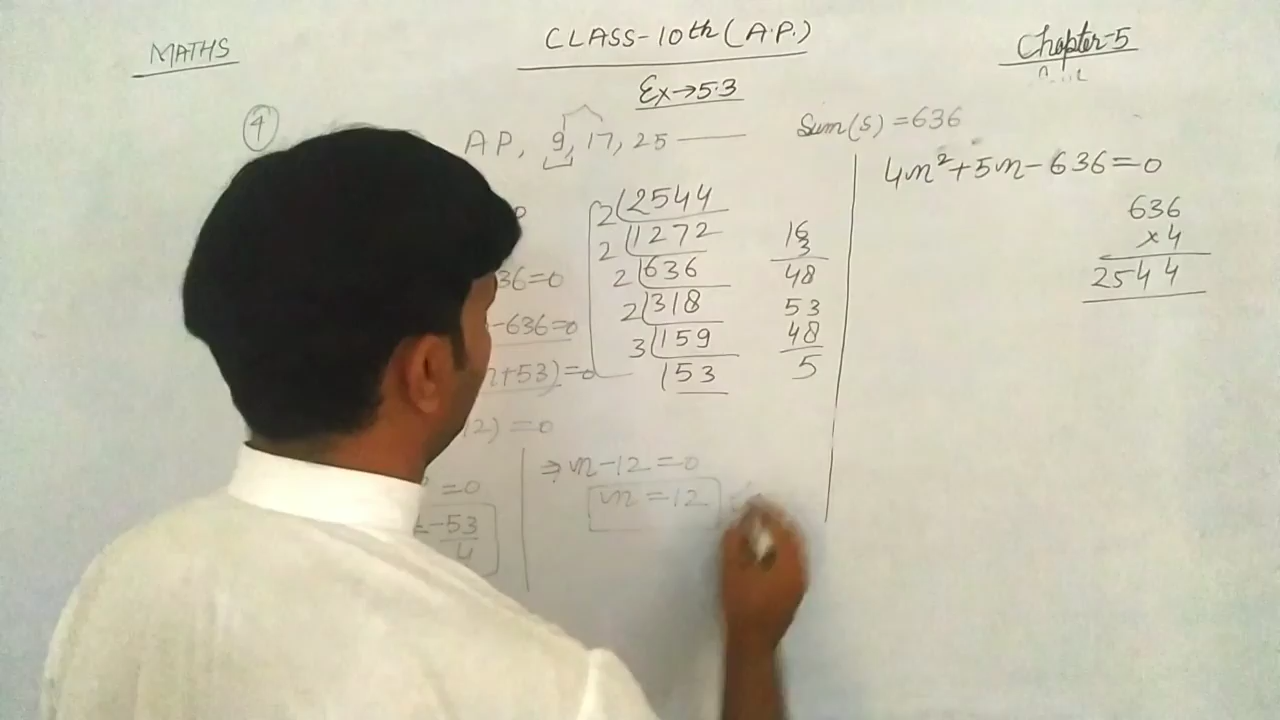 MATHS
CLASS-10th (A.P.)
Chapter-5
Ex→5.3
4
AP, 9, 17, 25
Sum(S) = 636
4n²+5n-636=0
2(2544
2(1272
2(636
2(318
3(159
(53
16
3
48
53
48
5
636
×4
2544
36=0
-636=0
n+53)=0
12) = 0
=0
-53
4
⇒ n-12=0
n=12